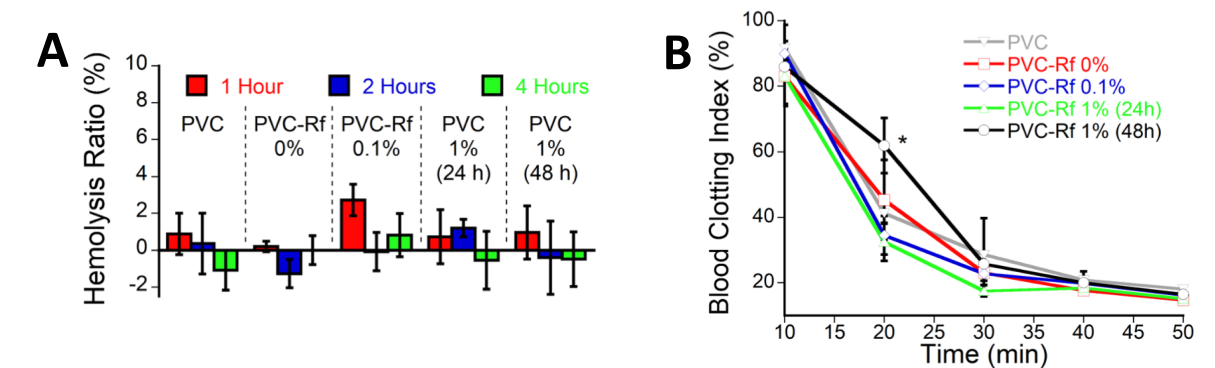 A
Hemolysis Ratio (%)
10
8
6
4
2
0
-2
1 Hour
2 Hours
4 Hours
PVC
PVC-Rf
0%
PVC-Rf
0.1%
PVC
1%
(24 h)
PVC
1%
(48 h)
B
Blood Clotting Index (%)
100
80
60
40
20
PVC
PVC-Rf 0%
PVC-Rf 0.1%
PVC-Rf 1% (24h)
PVC-Rf 1% (48h)
*
10 20 25 30 35 40 45 50
Time (min)